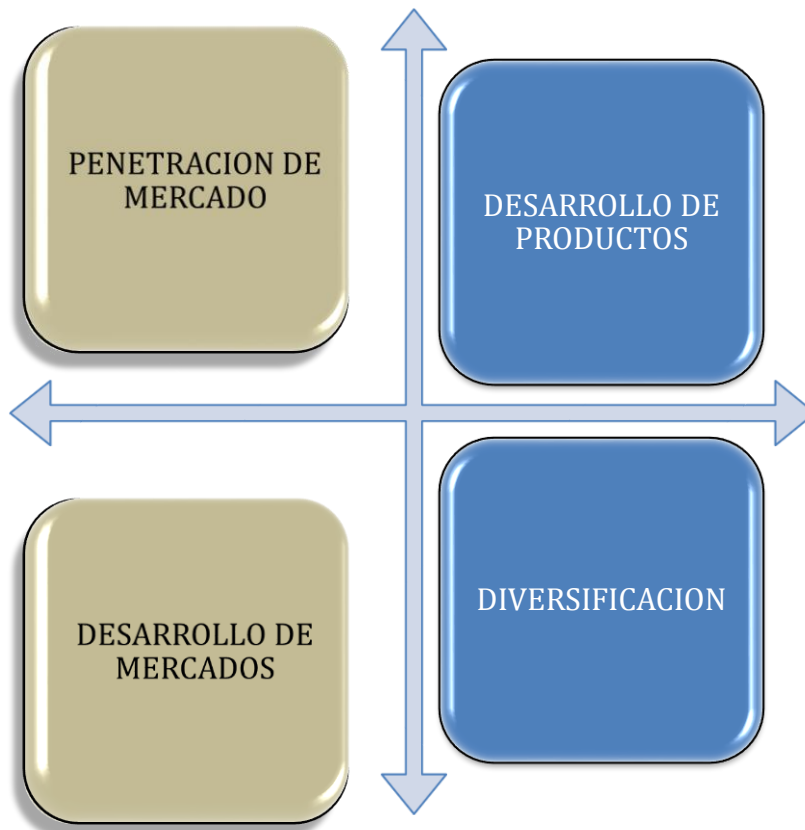 PENETRACION DE
MERCADO
DESARROLLO DE
PRODUCTOS
DESARROLLO DE
MERCADOS
DIVERSIFICACION